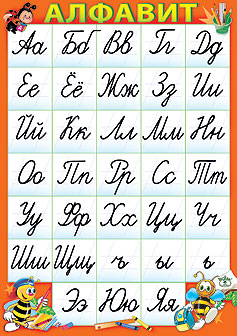 АЛФАВИТ
Аа Бб Вв Гг Дд
Ее Ёё Жж Зз Ии
Йй Кк Лл Мм Нн
Оо Пп Рр Сс Тт
Уу Фф Хх Цц Чч
Шш Щщ ъ ы ь
Ээ Юю Яя